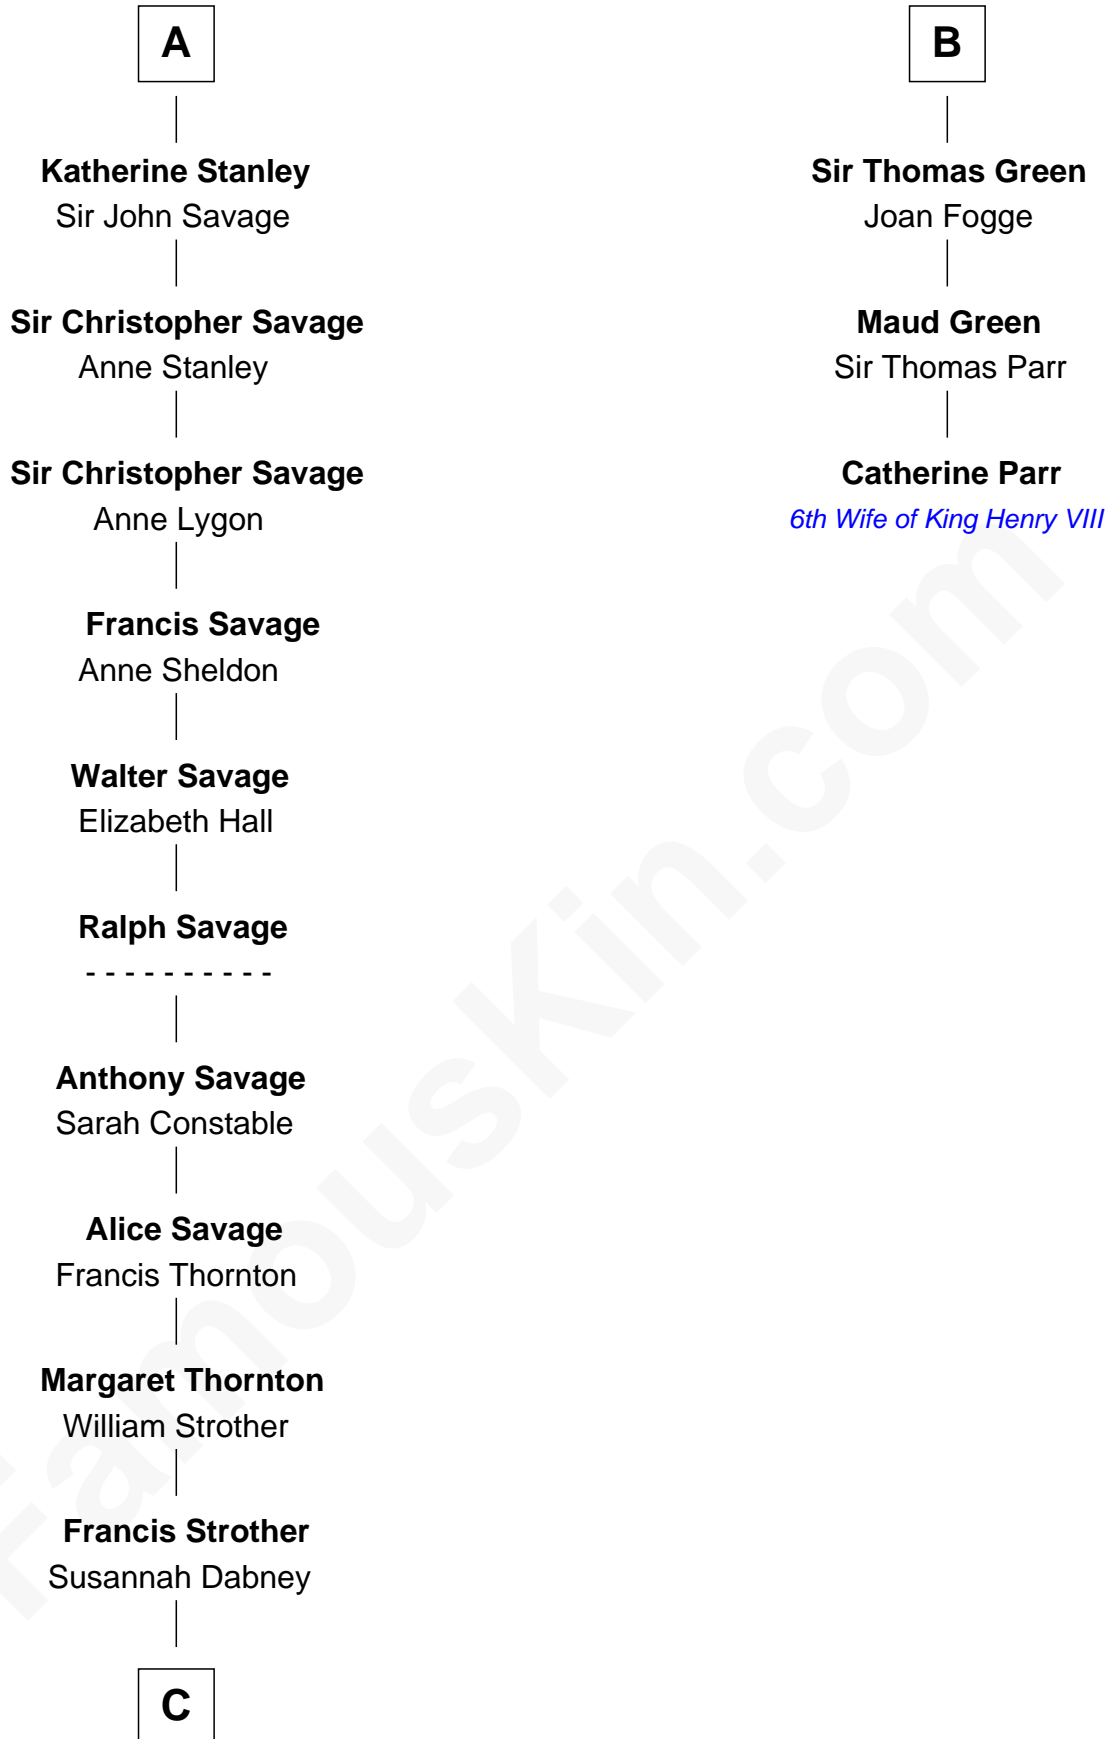 A
Katherine Stanley
Sir John Savage
Sir Christopher Savage
Anne Stanley
Sir Christopher Savage
Anne Lygon
Francis Savage
Anne Sheldon
Walter Savage
Elizabeth Hall
Ralph Savage
- - - - - - - - - -
Anthony Savage
Sarah Constable
Alice Savage
Francis Thornton
Margaret Thornton
William Strother
Francis Strother
Susannah Dabney
C
B
Sir Thomas Green
Joan Fogge
Maud Green
Sir Thomas Parr
Catherine Parr
6th Wife of King Henry VIII
FamousKin.com